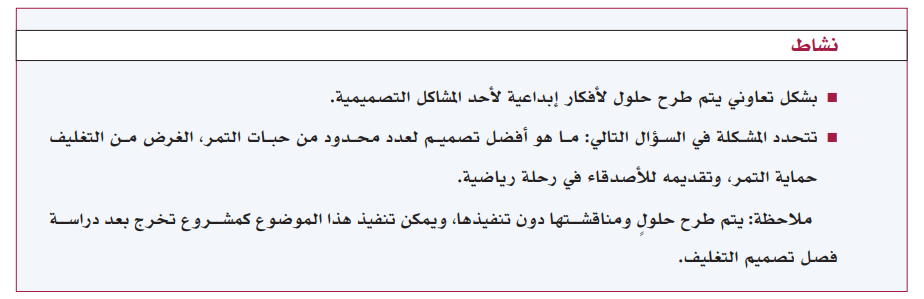 نشاط
بشكل تعاوني يتم طرح حلول لأفكار إبداعية لأحد المشاكل التصميمية.
تتحدد المشكلة في السؤال التالي: ما هو أفضل تصميم لعدد محدود من حبات التمر، الغرض من التغليف
حماية التمر، وتقديمه للأصدقاء في رحلة رياضية.
ملاحظة: يتم طرح حلولٍ ومناقشتها دون تنفيذها، ويمكن تنفيذ هذا الموضوع كمشروع تخرج بعد دراسة
فصل تصميم التغليف.